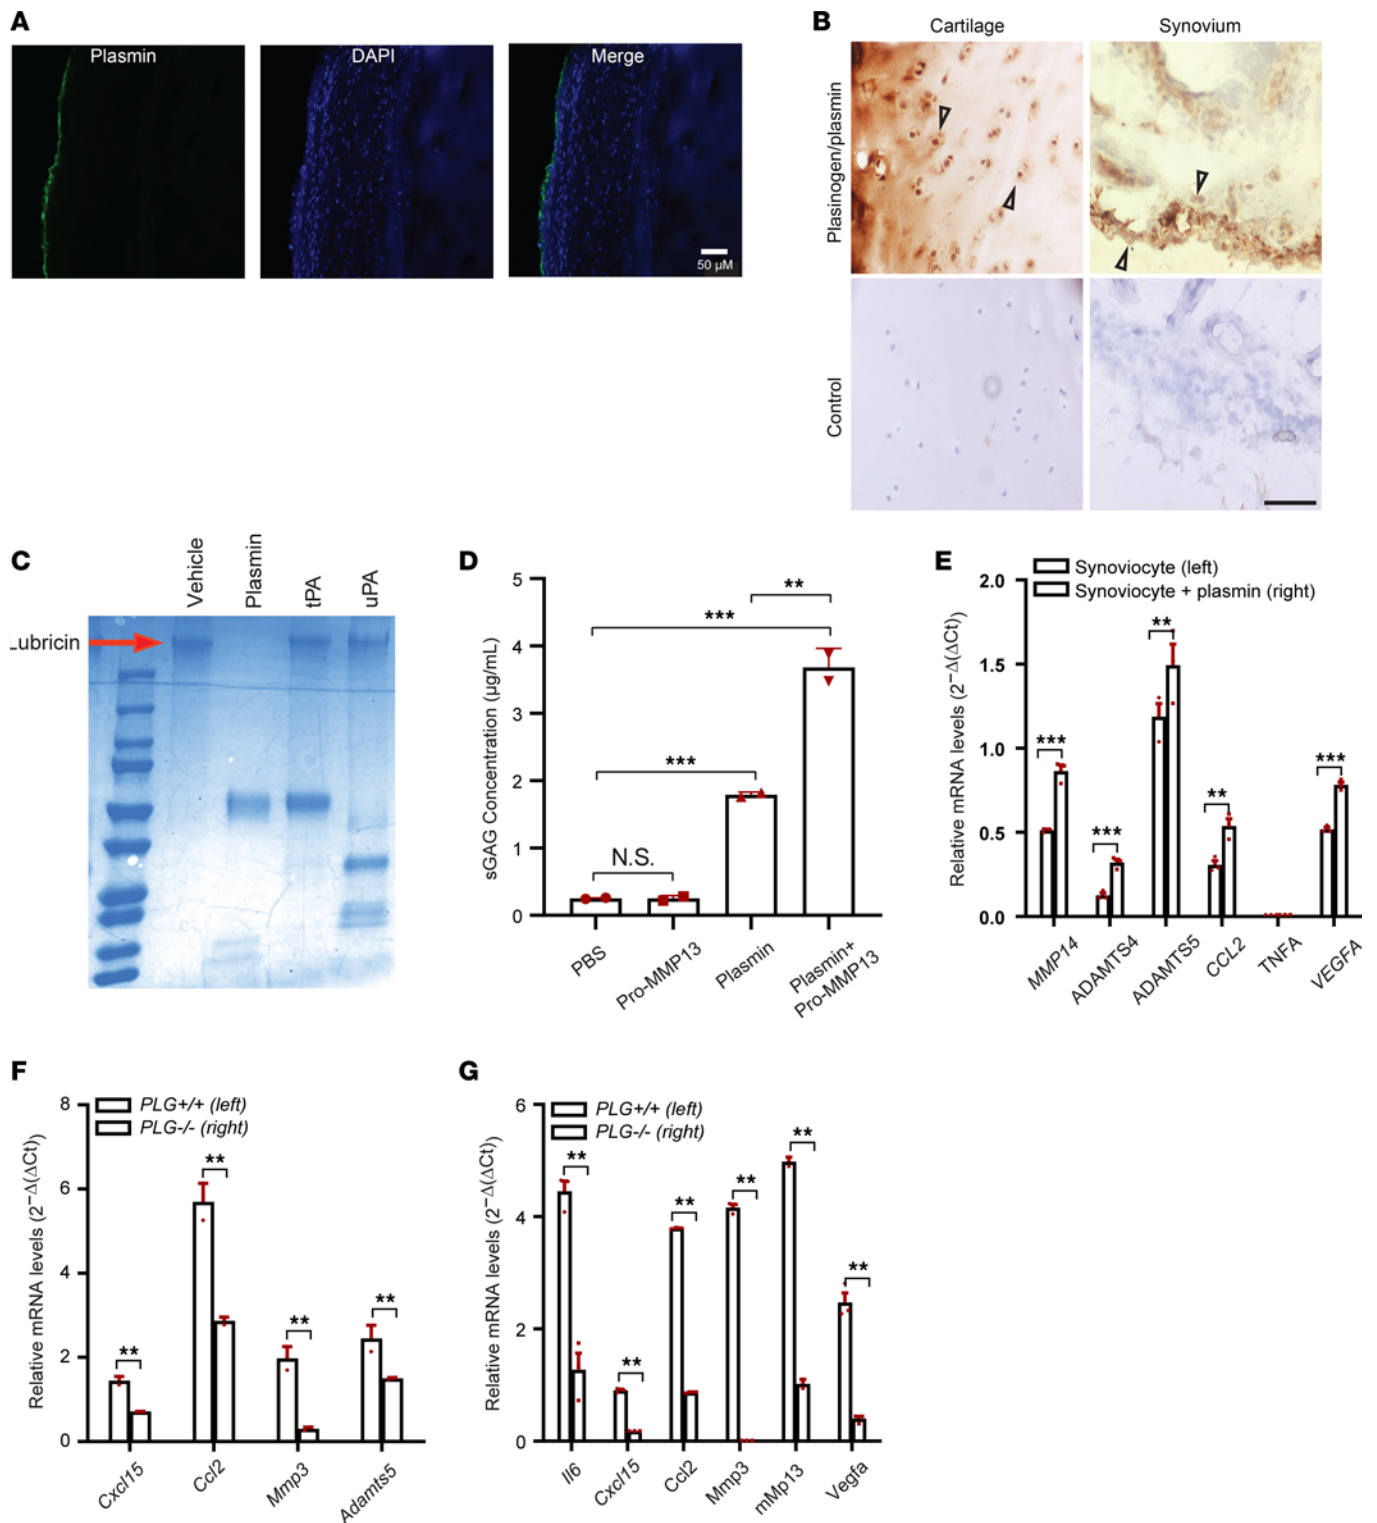 A
Plasmin
DAPI
Merge
50 μM
B
Cartilage
Synovium
Plasinogen/plasmin
Control
C
Vehicle
Plasmin
tPA
uPA
Lubricin
D
sGAG Concentration (μg/mL)
5
4
3
2
1
0
**
***
***
N.S.
PBS
Pro-MMP13
Plasmin
Plasmin+
Pro-MMP13
E
Synoviocyte (left)
Synoviocyte + plasmin (right)
Relative mRNA levels (2−Δ(ΔCt))
2.0
1.5
1.0
0.5
0.0
***
***
**
**
***
MMP14
ADAMTS4
ADAMTS5
CCL2
TNFA
VEGFA
F
PLG+/+ (left)
PLG-/- (right)
Relative mRNA levels (2−Δ(ΔCt))
8
6
4
2
0
**
**
**
**
Cxcl15
Ccl2
Mmp3
Adamts5
G
PLG+/+ (left)
PLG-/- (right)
Relative mRNA levels (2−Δ(ΔCt))
6
4
2
0
**
**
**
**
**
**
Il6
Cxcl15
Ccl2
Mmp3
mMp13
Vegfa